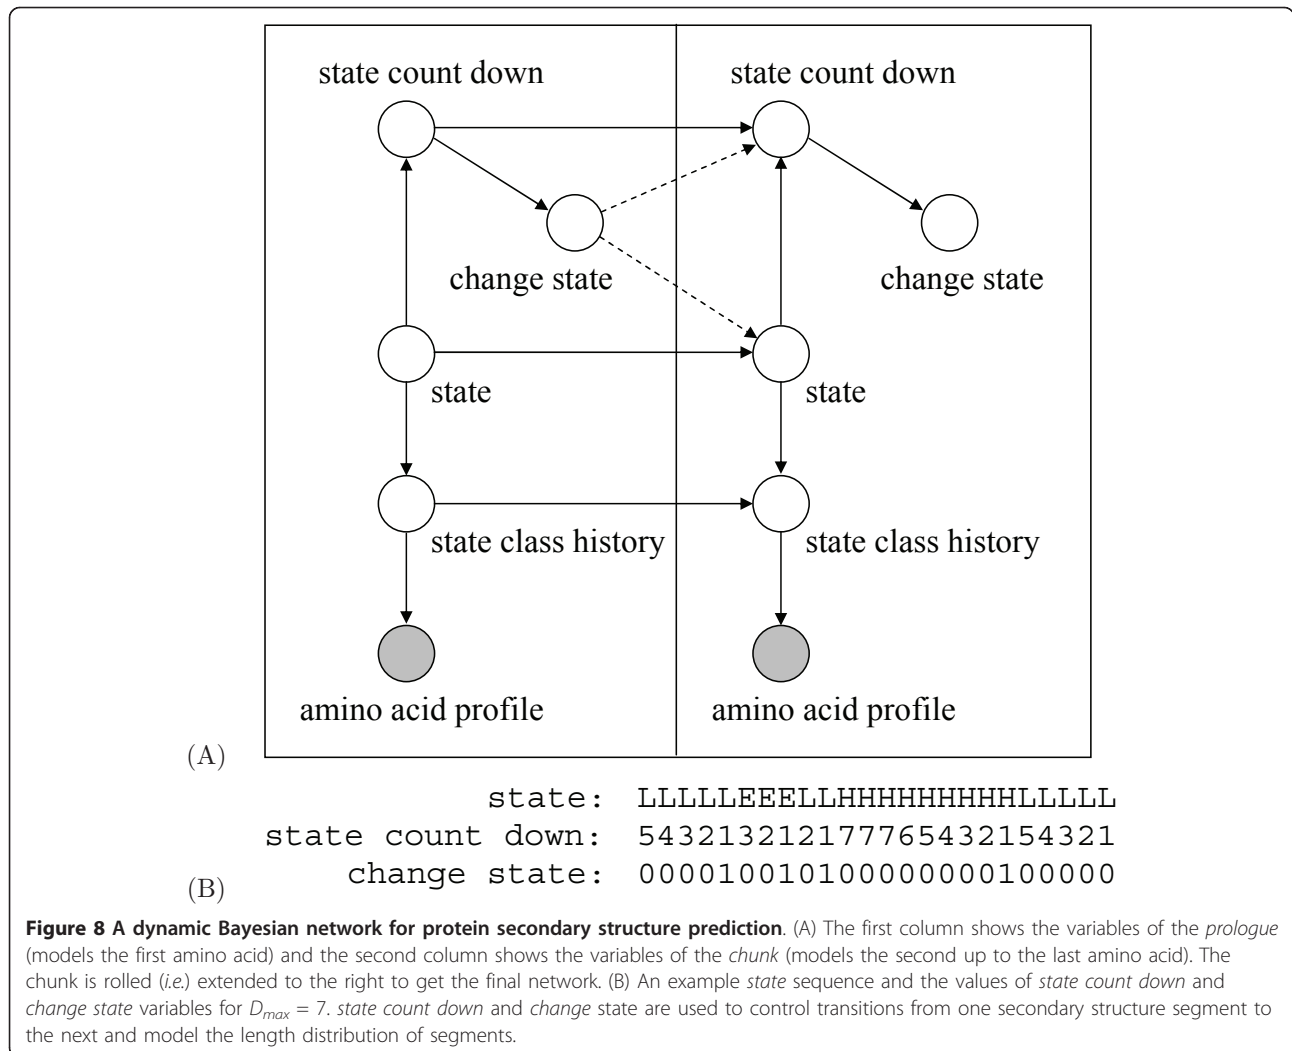 state count down state count down
change state change state
state state
state class history state class history
amino acid profile amino acid profile
(A)
state: LLLLLEEELLHHHHHHHHHLLLLL
state count down: 543213212177765432154321
(B) change state: 000010010100000000100000
Figure 8 A dynamic Bayesian network for protein secondary structure prediction. (A) The first column shows the variables of the prologue
(models the first amino acid) and the second column shows the variables of the chunk (models the second up to the last amino acid). The
chunk is rolled (i.e.) extended to the right to get the final network. (B) An example state sequence and the values of state count down and
change state variables for Dmax = 7. state count down and change state are used to control transitions from one secondary structure segment to
the next and model the length distribution of segments.